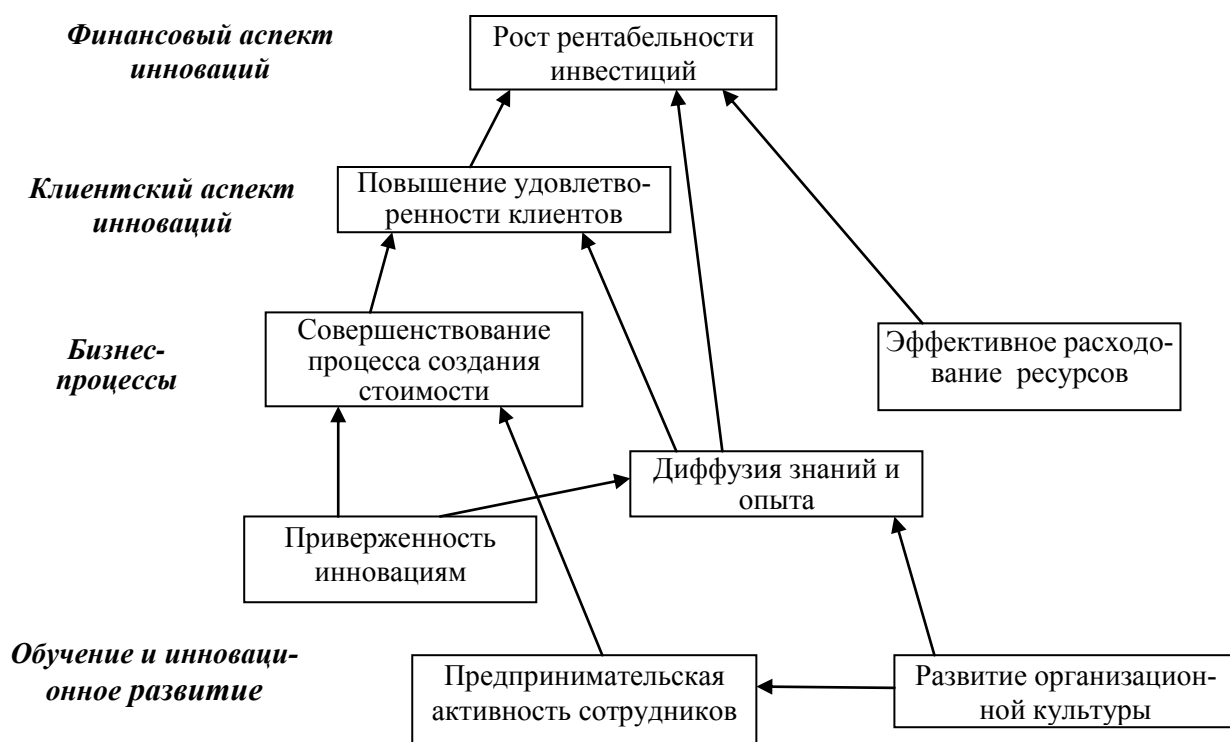 Финансовый аспект
инноваций
Рост рентабельности
инвестиций
Клиентский аспект
инноваций
Повышение удовлетво-
ренности клиентов
Бизнес-
процессы
Совершенствование
процесса создания
стоимости
Эффективное расходо-
вание ресурсов
Диффузия знаний и
опыта
Приверженность
инновациям
Обучение и инноваци-
онное развитие
Предпринимательская
активность сотрудников
Развитие организацион-
ной культуры